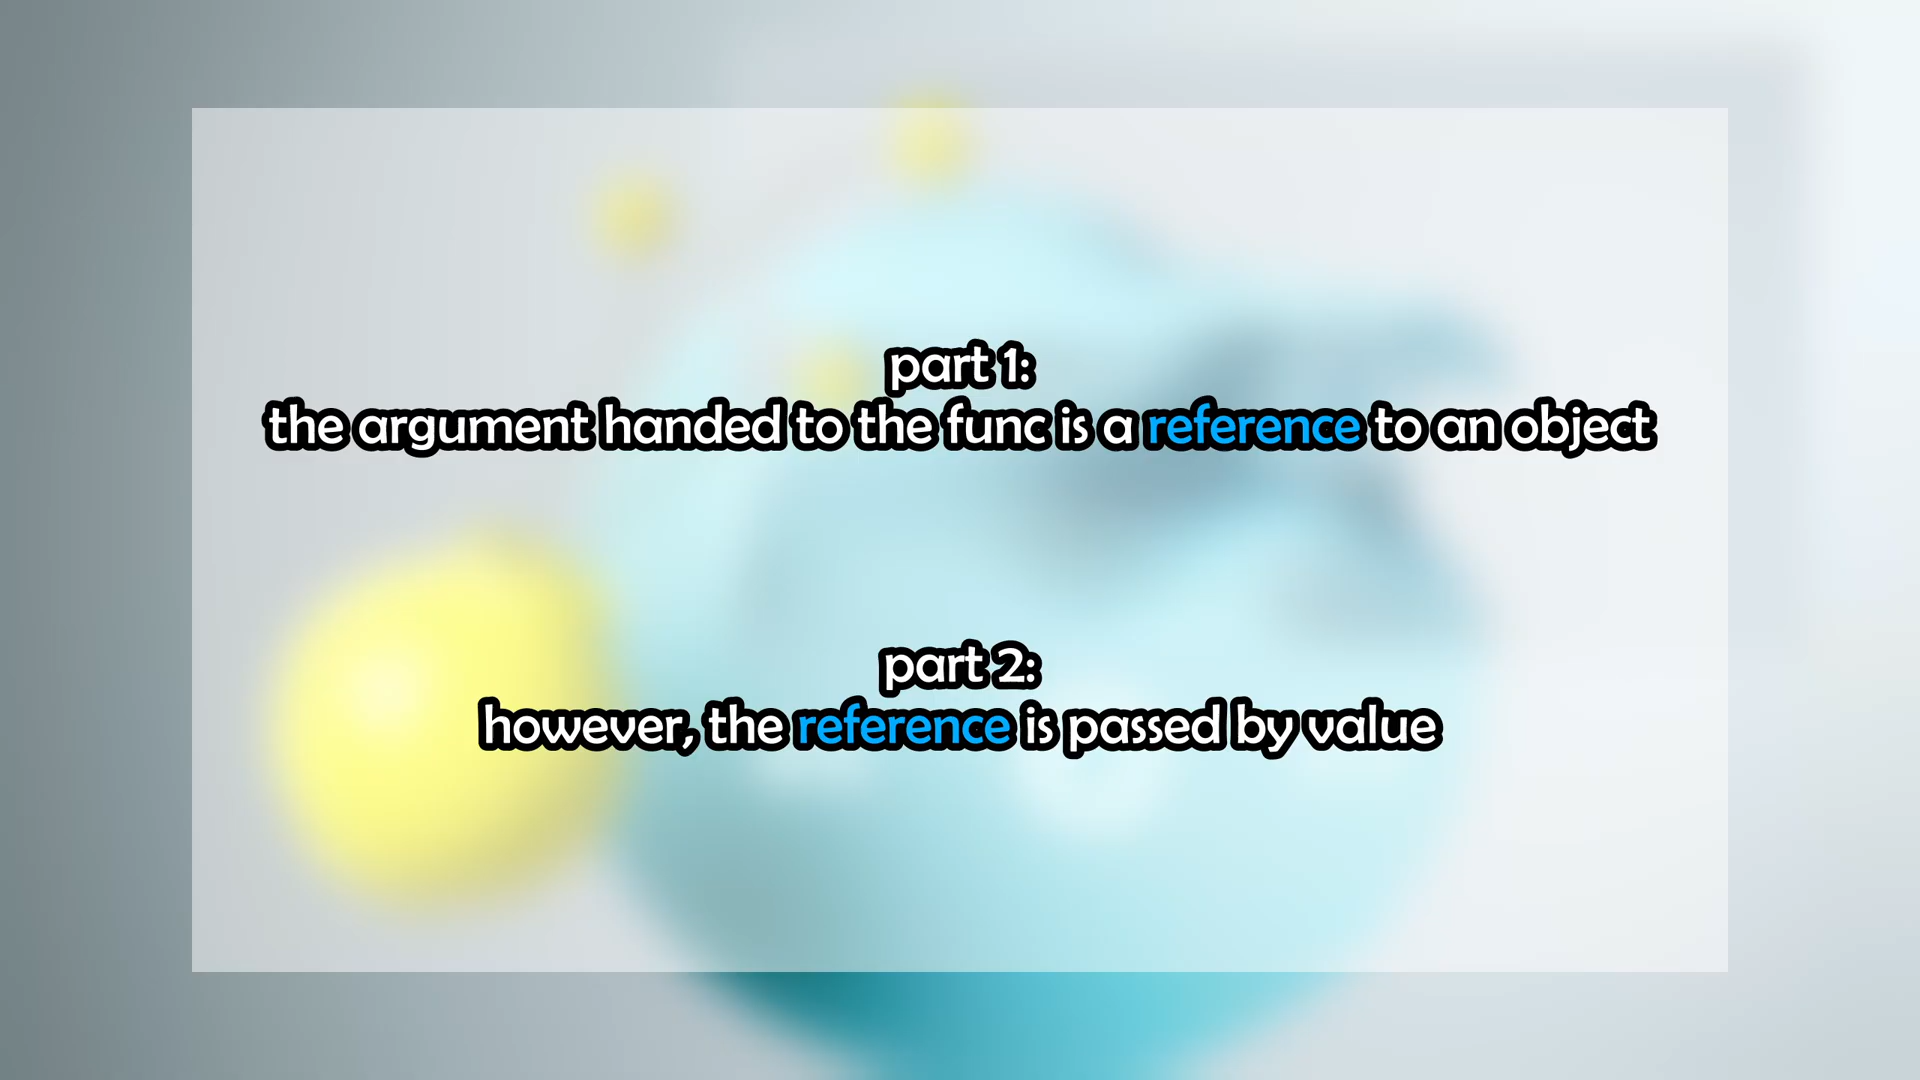 part 1:
the argument handed to the func is a reference to an object
part 2:
however, the reference is passed by value